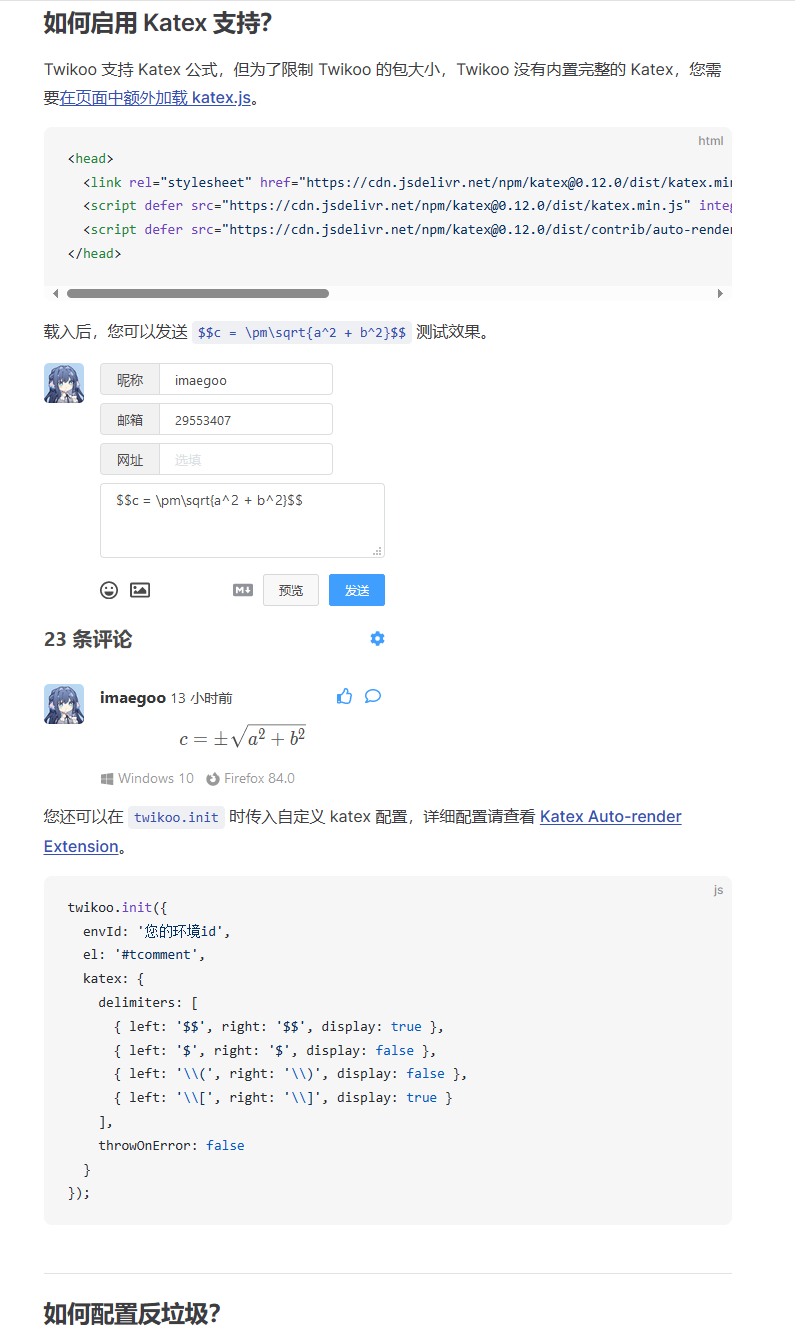 如何启用 Katex 支持？
Twikoo 支持 Katex 公式，但为了限制 Twikoo 的包大小，Twikoo 没有内置完整的 Katex，您需
要在页面中额外加载 katex.js。
html
<head>
  <link rel="stylesheet" href="https://cdn.jsdelivr.net/npm/katex@0.12.0/dist/katex.min
  <script defer src="https://cdn.jsdelivr.net/npm/katex@0.12.0/dist/katex.min.js" integ
  <script defer src="https://cdn.jsdelivr.net/npm/katex@0.12.0/dist/contrib/auto-render
</head>
载入后，您可以发送 $$c = \pm\sqrt{a^2 + b^2}$$ 测试效果。
昵称 imaegoo
邮箱 29553407
网址 选填
$$c = \pm\sqrt{a^2 + b^2}$$
M↓ 预览 发送
23 条评论
imaegoo 13 小时前
c = ±√a² + b²
Windows 10 Firefox 84.0
您还可以在 twikoo.init 时传入自定义 katex 配置，详细配置请查看 Katex Auto-render
Extension。
js
twikoo.init({
  envId: '您的环境id',
  el: '#tcomment',
  katex: {
    delimiters: [
      { left: '$$', right: '$$', display: true },
      { left: '$', right: '$', display: false },
      { left: '\\(', right: '\\)', display: false },
      { left: '\\[', right: '\\]', display: true }
    ],
    throwOnError: false
  }
});
如何配置反垃圾？